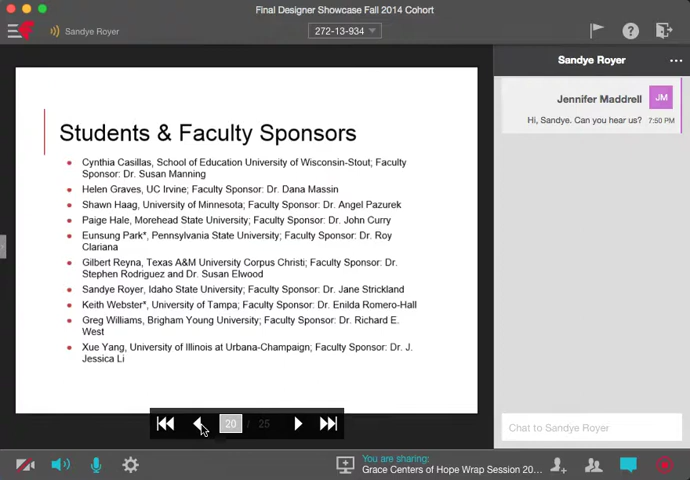 Final Designer Showcase Fall 2014 Cohort
Sandye Royer
272-13-934
Students & Faculty Sponsors
Cynthia Casillas, School of Education University of Wisconsin-Stout; Faculty
Sponsor: Dr. Susan Manning
Helen Graves, UC Irvine; Faculty Sponsor: Dr. Dana Massin
Shawn Haag, University of Minnesota; Faculty Sponsor: Dr. Angel Pazurek
Paige Hale, Morehead State University; Faculty Sponsor: Dr. John Curry
Eunsung Park*, Pennsylvania State University; Faculty Sponsor: Dr. Roy
Clariana
Gilbert Reyna, Texas A&M University Corpus Christi; Faculty Sponsor: Dr.
Stephen Rodriguez and Dr. Susan Elwood
Sandye Royer, Idaho State University; Faculty Sponsor: Dr. Jane Strickland
Keith Webster*, University of Tampa; Faculty Sponsor: Dr. Enilda Romero-Hall
Greg Williams, Brigham Young University; Faculty Sponsor: Dr. Richard E.
West
Xue Yang, University of Illinois at Urbana-Champaign; Faculty Sponsor: Dr. J.
Jessica Li
20 / 25
Sandye Royer
Jennifer Maddrell
JM
Hi, Sandye. Can you hear us? 7:50 PM
Chat to Sandye Royer
You are sharing:
Grace Centers of Hope Wrap Session 20...